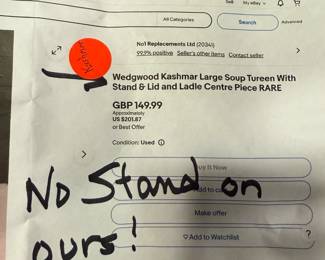 Sell
My eBay
All Categories
Search
Advanced
No1 Replacements Ltd (20341)
99.9% positive Seller's other items Contact seller
Wedgwood Kashmar Large Soup Tureen With
Stand & Lid and Ladle Centre Piece RARE
GBP 149.99
Approximately
US $201.87
or Best Offer
Condition: Used
Buy It Now
Add to cart
Make offer
Add to Watchlist
?
No Stand on
ours!